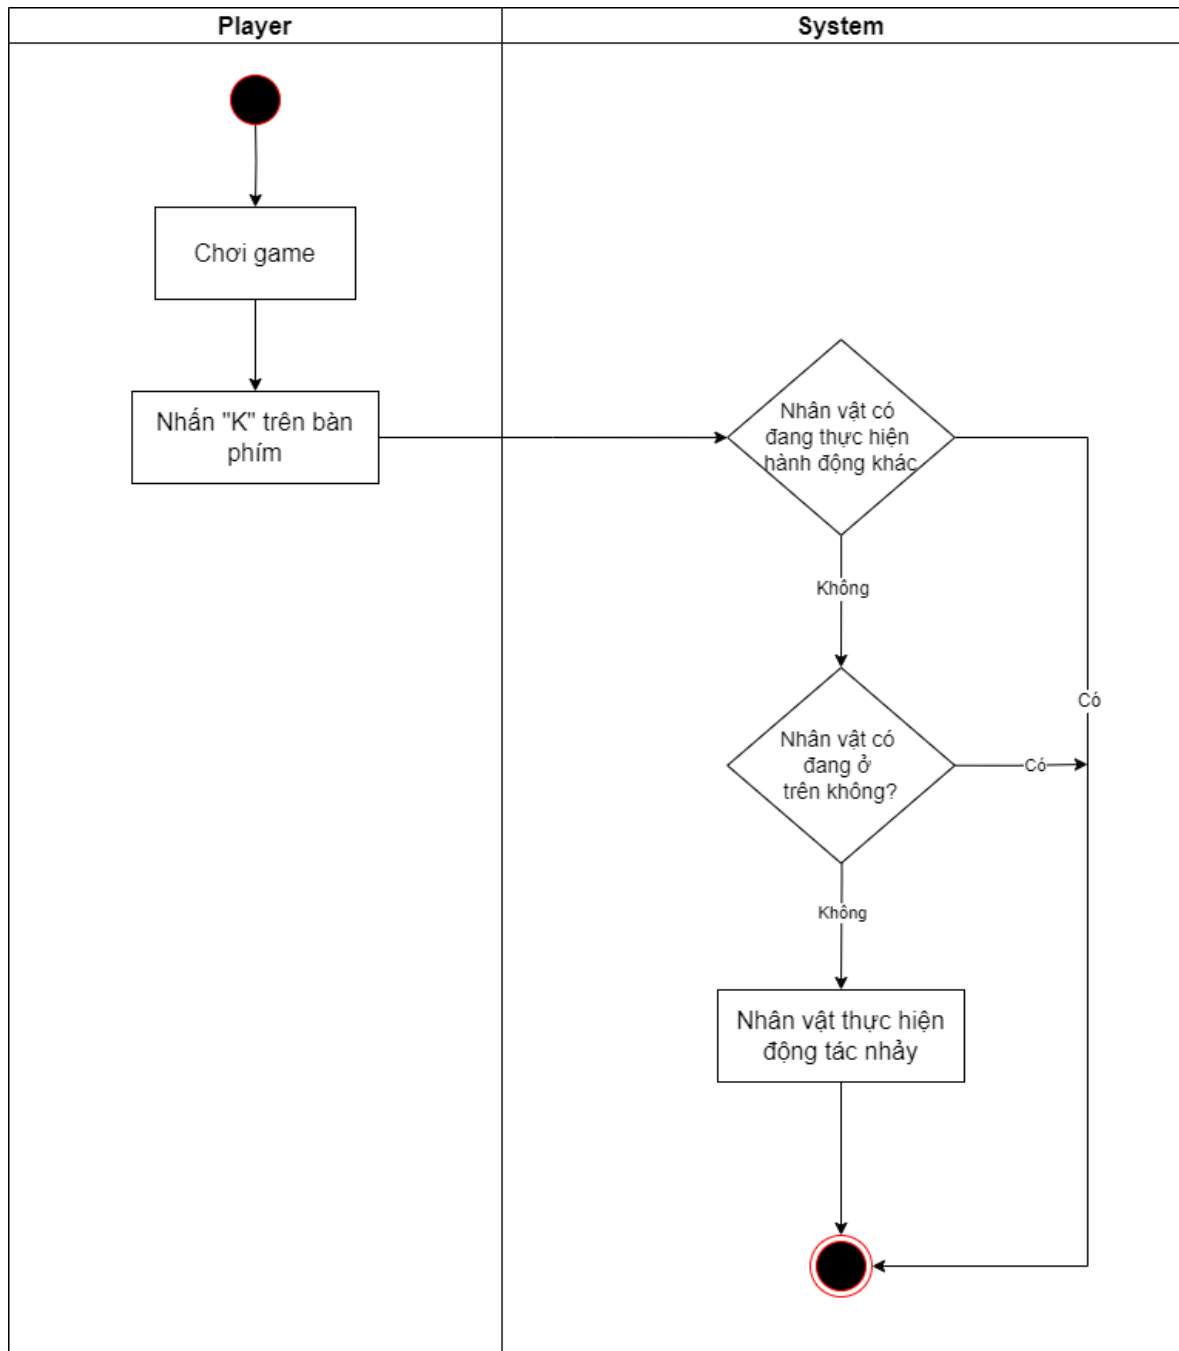 Player
System
Chơi game
Nhấn "K" trên bàn
phím
Nhân vật có
đang thực hiện
hành động khác
Không
Có
Nhân vật có
đang ở
trên không?
Có
Không
Nhân vật thực hiện
động tác nhảy